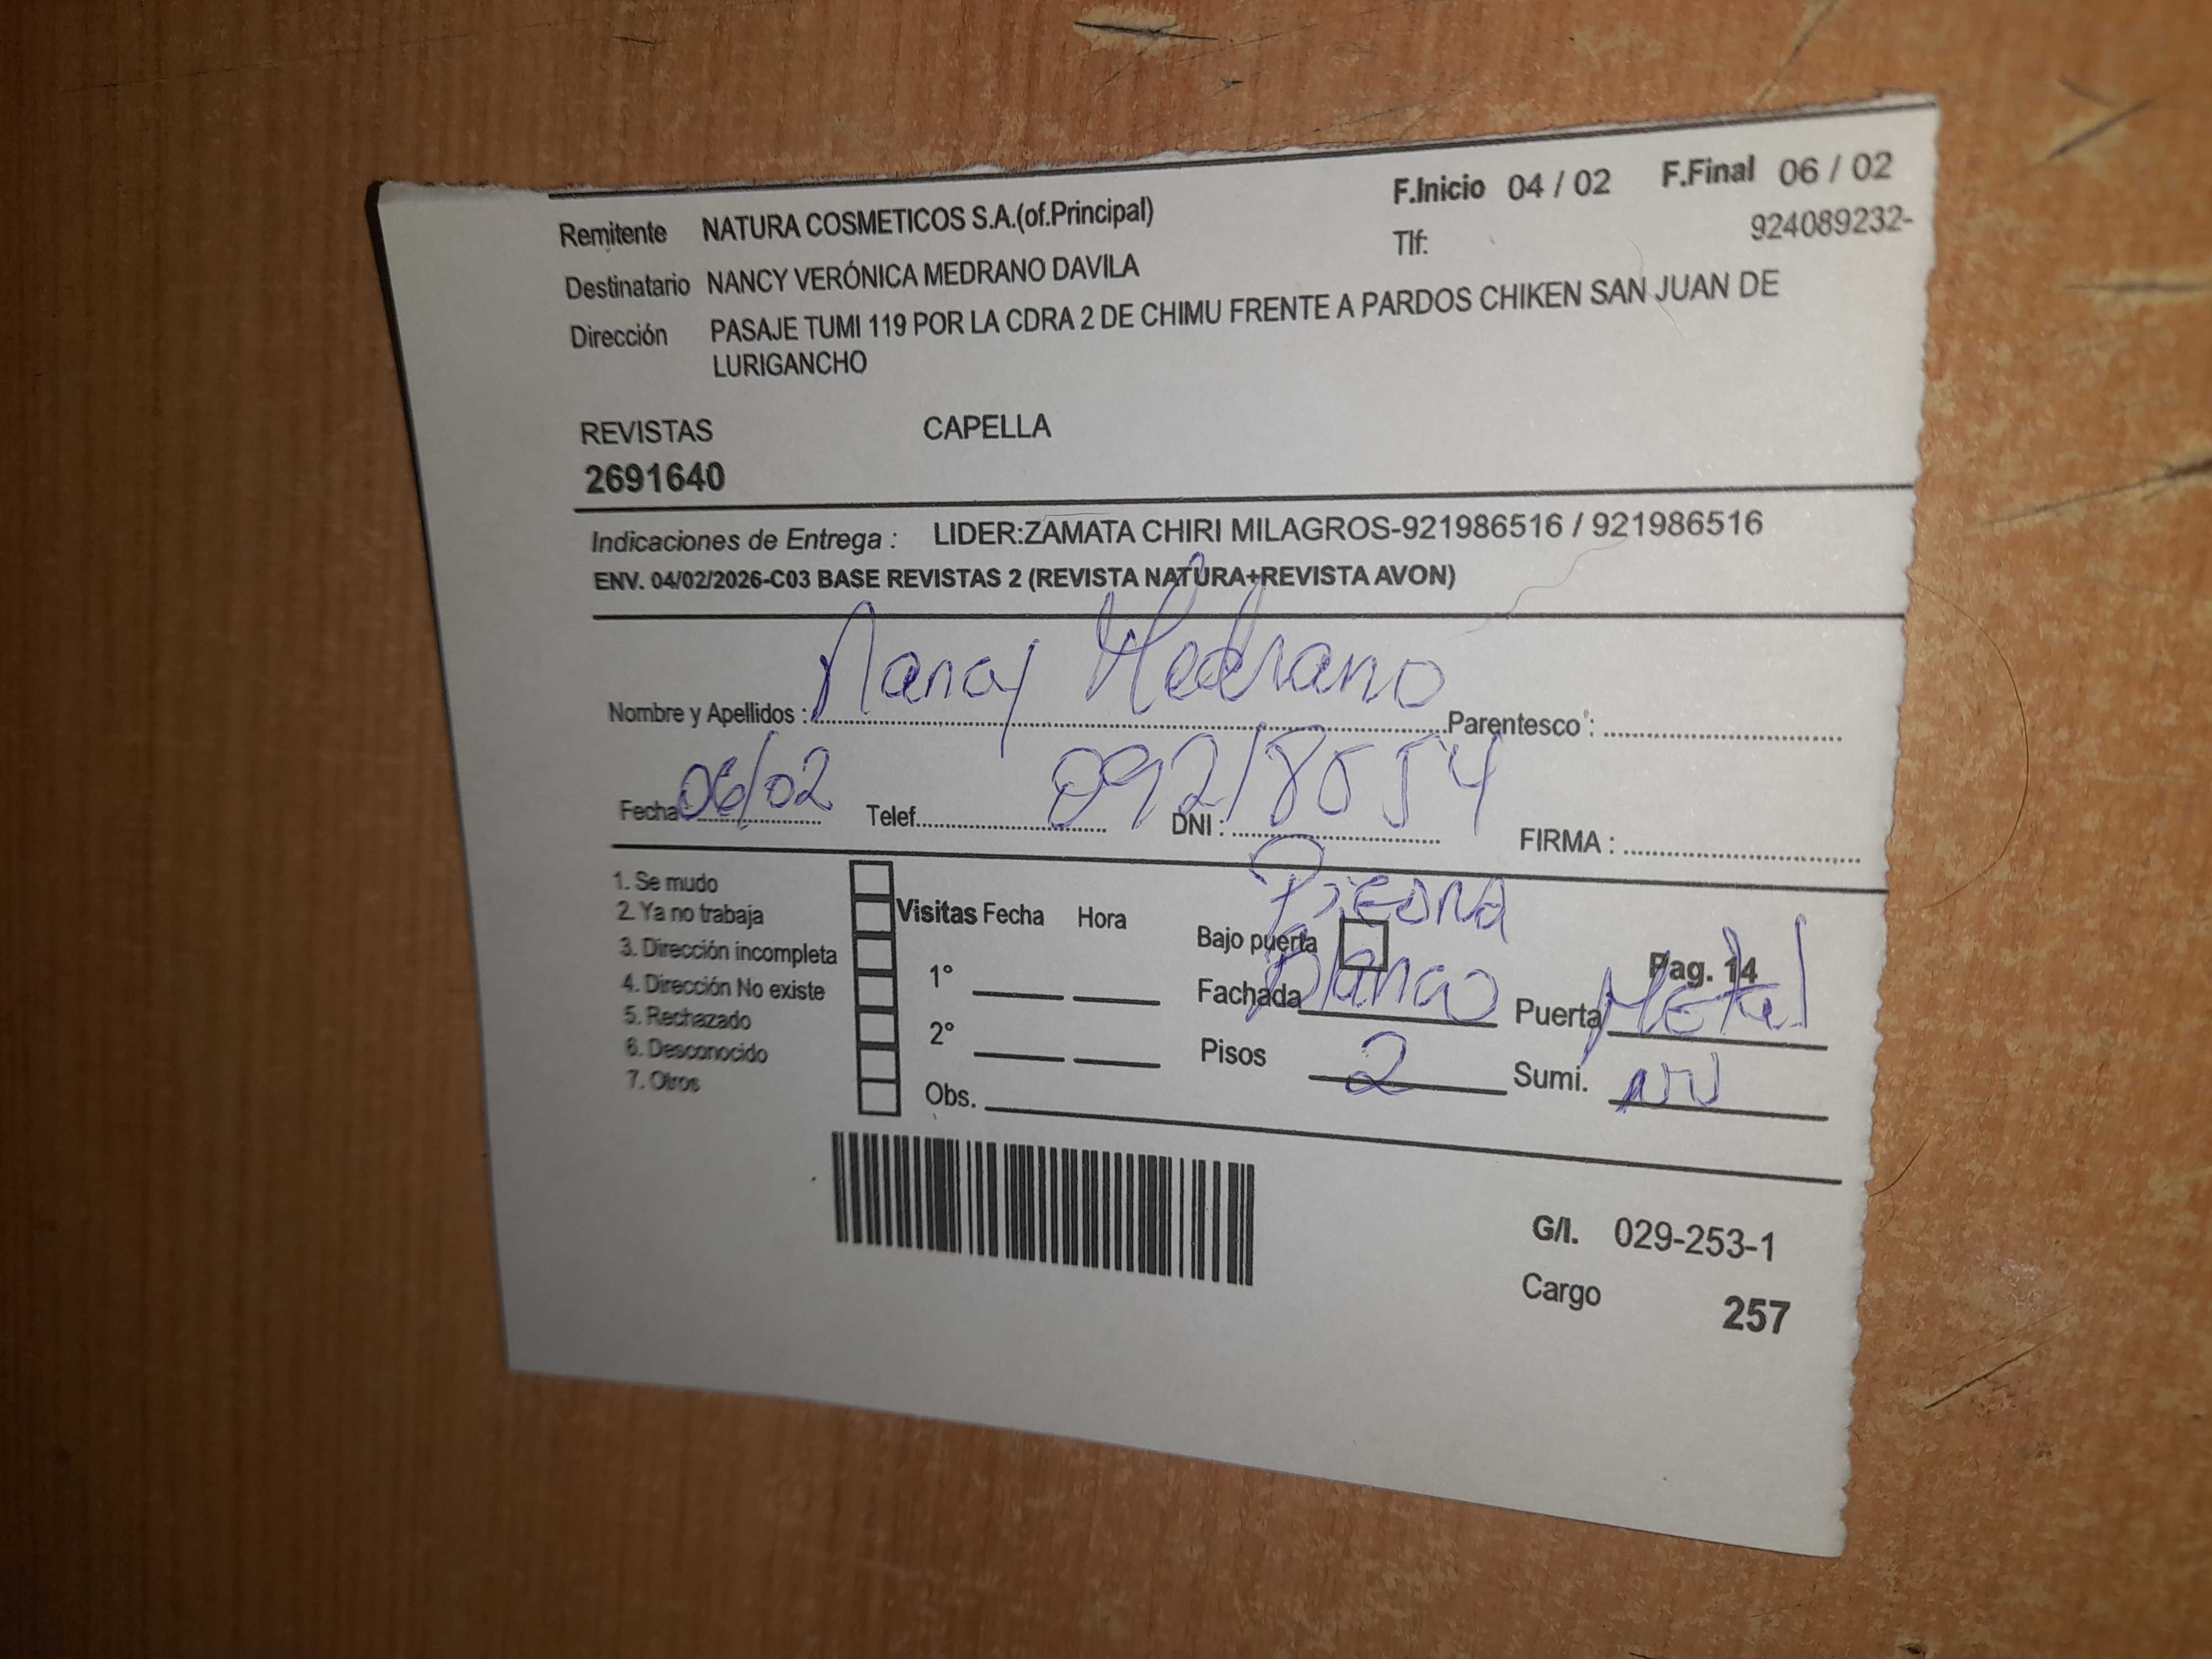 Remitente NATURA COSMETICOS S.A.(of.Principal) F.Inicio 04 / 02 F.Final 06 / 02
Tlf: 924089232-
Destinatario NANCY VERÓNICA MEDRANO DAVILA
Dirección PASAJE TUMI 119 POR LA CDRA 2 DE CHIMU FRENTE A PARDOS CHIKEN SAN JUAN DE
LURIGANCHO
REVISTAS CAPELLA
2691640
Indicaciones de Entrega : LIDER:ZAMATA CHIRI MILAGROS-921986516 / 921986516
ENV. 04/02/2026-C03 BASE REVISTAS 2 (REVISTA NATURA+REVISTA AVON)
Nombre y Apellidos : Nancy Medrano Parentesco :
Fecha 06/02 Telef. DNI : 09218554 FIRMA :
1. Se mudo
2. Ya no trabaja
3. Dirección incompleta
4. Dirección No existe
5. Rechazado
6. Desconocido
7. Otros
Visitas Fecha Hora
1°
2°
Obs.
Piedra
Bajo puerta Pag. 14
Fachada Blanco Puerta Metal
Pisos 2 Sumi.
G/I. 029-253-1
Cargo 257